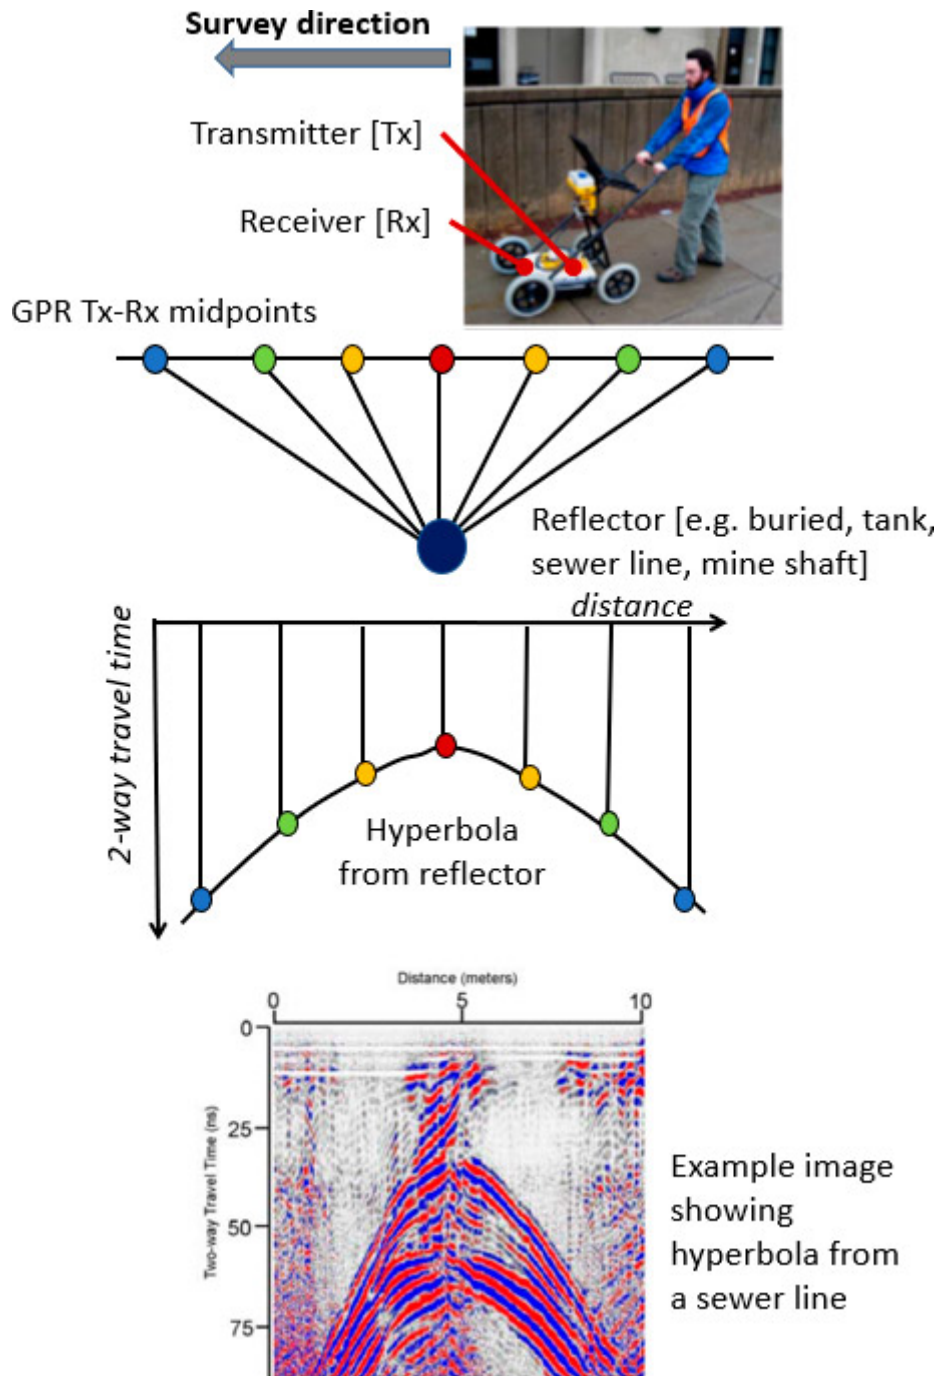 Survey direction
Transmitter [Tx]
Receiver [Rx]
GPR Tx-Rx midpoints
Reflector [e.g. buried, tank,
sewer line, mine shaft]
distance
2-way travel time
Hyperbola
from reflector
Distance (meters)
0 5 10
Two-way Travel Time (ns)
0
25
50
75
Example image
showing
hyperbola from
a sewer line